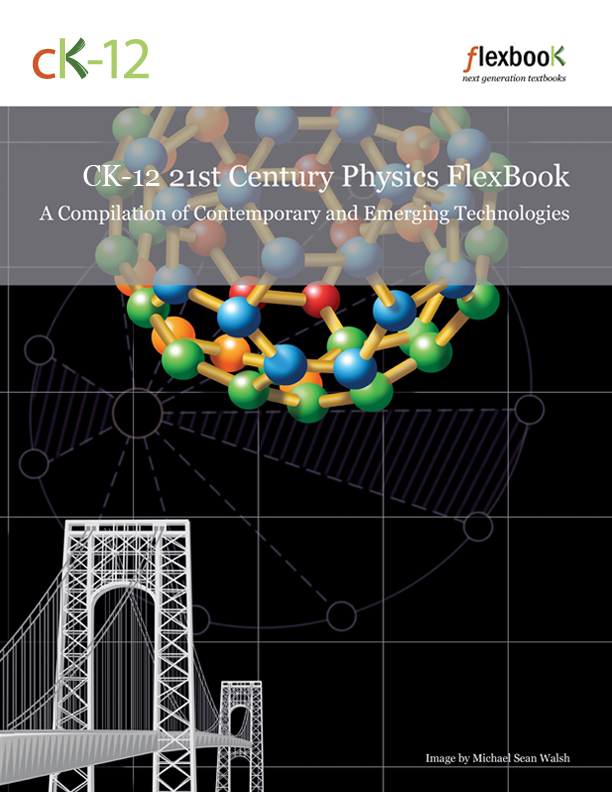 cK-12
flexbooK
next generation textbooks
CK-12 21st Century Physics FlexBook
A Compilation of Contemporary and Emerging Technologies
Image by Michael Sean Walsh